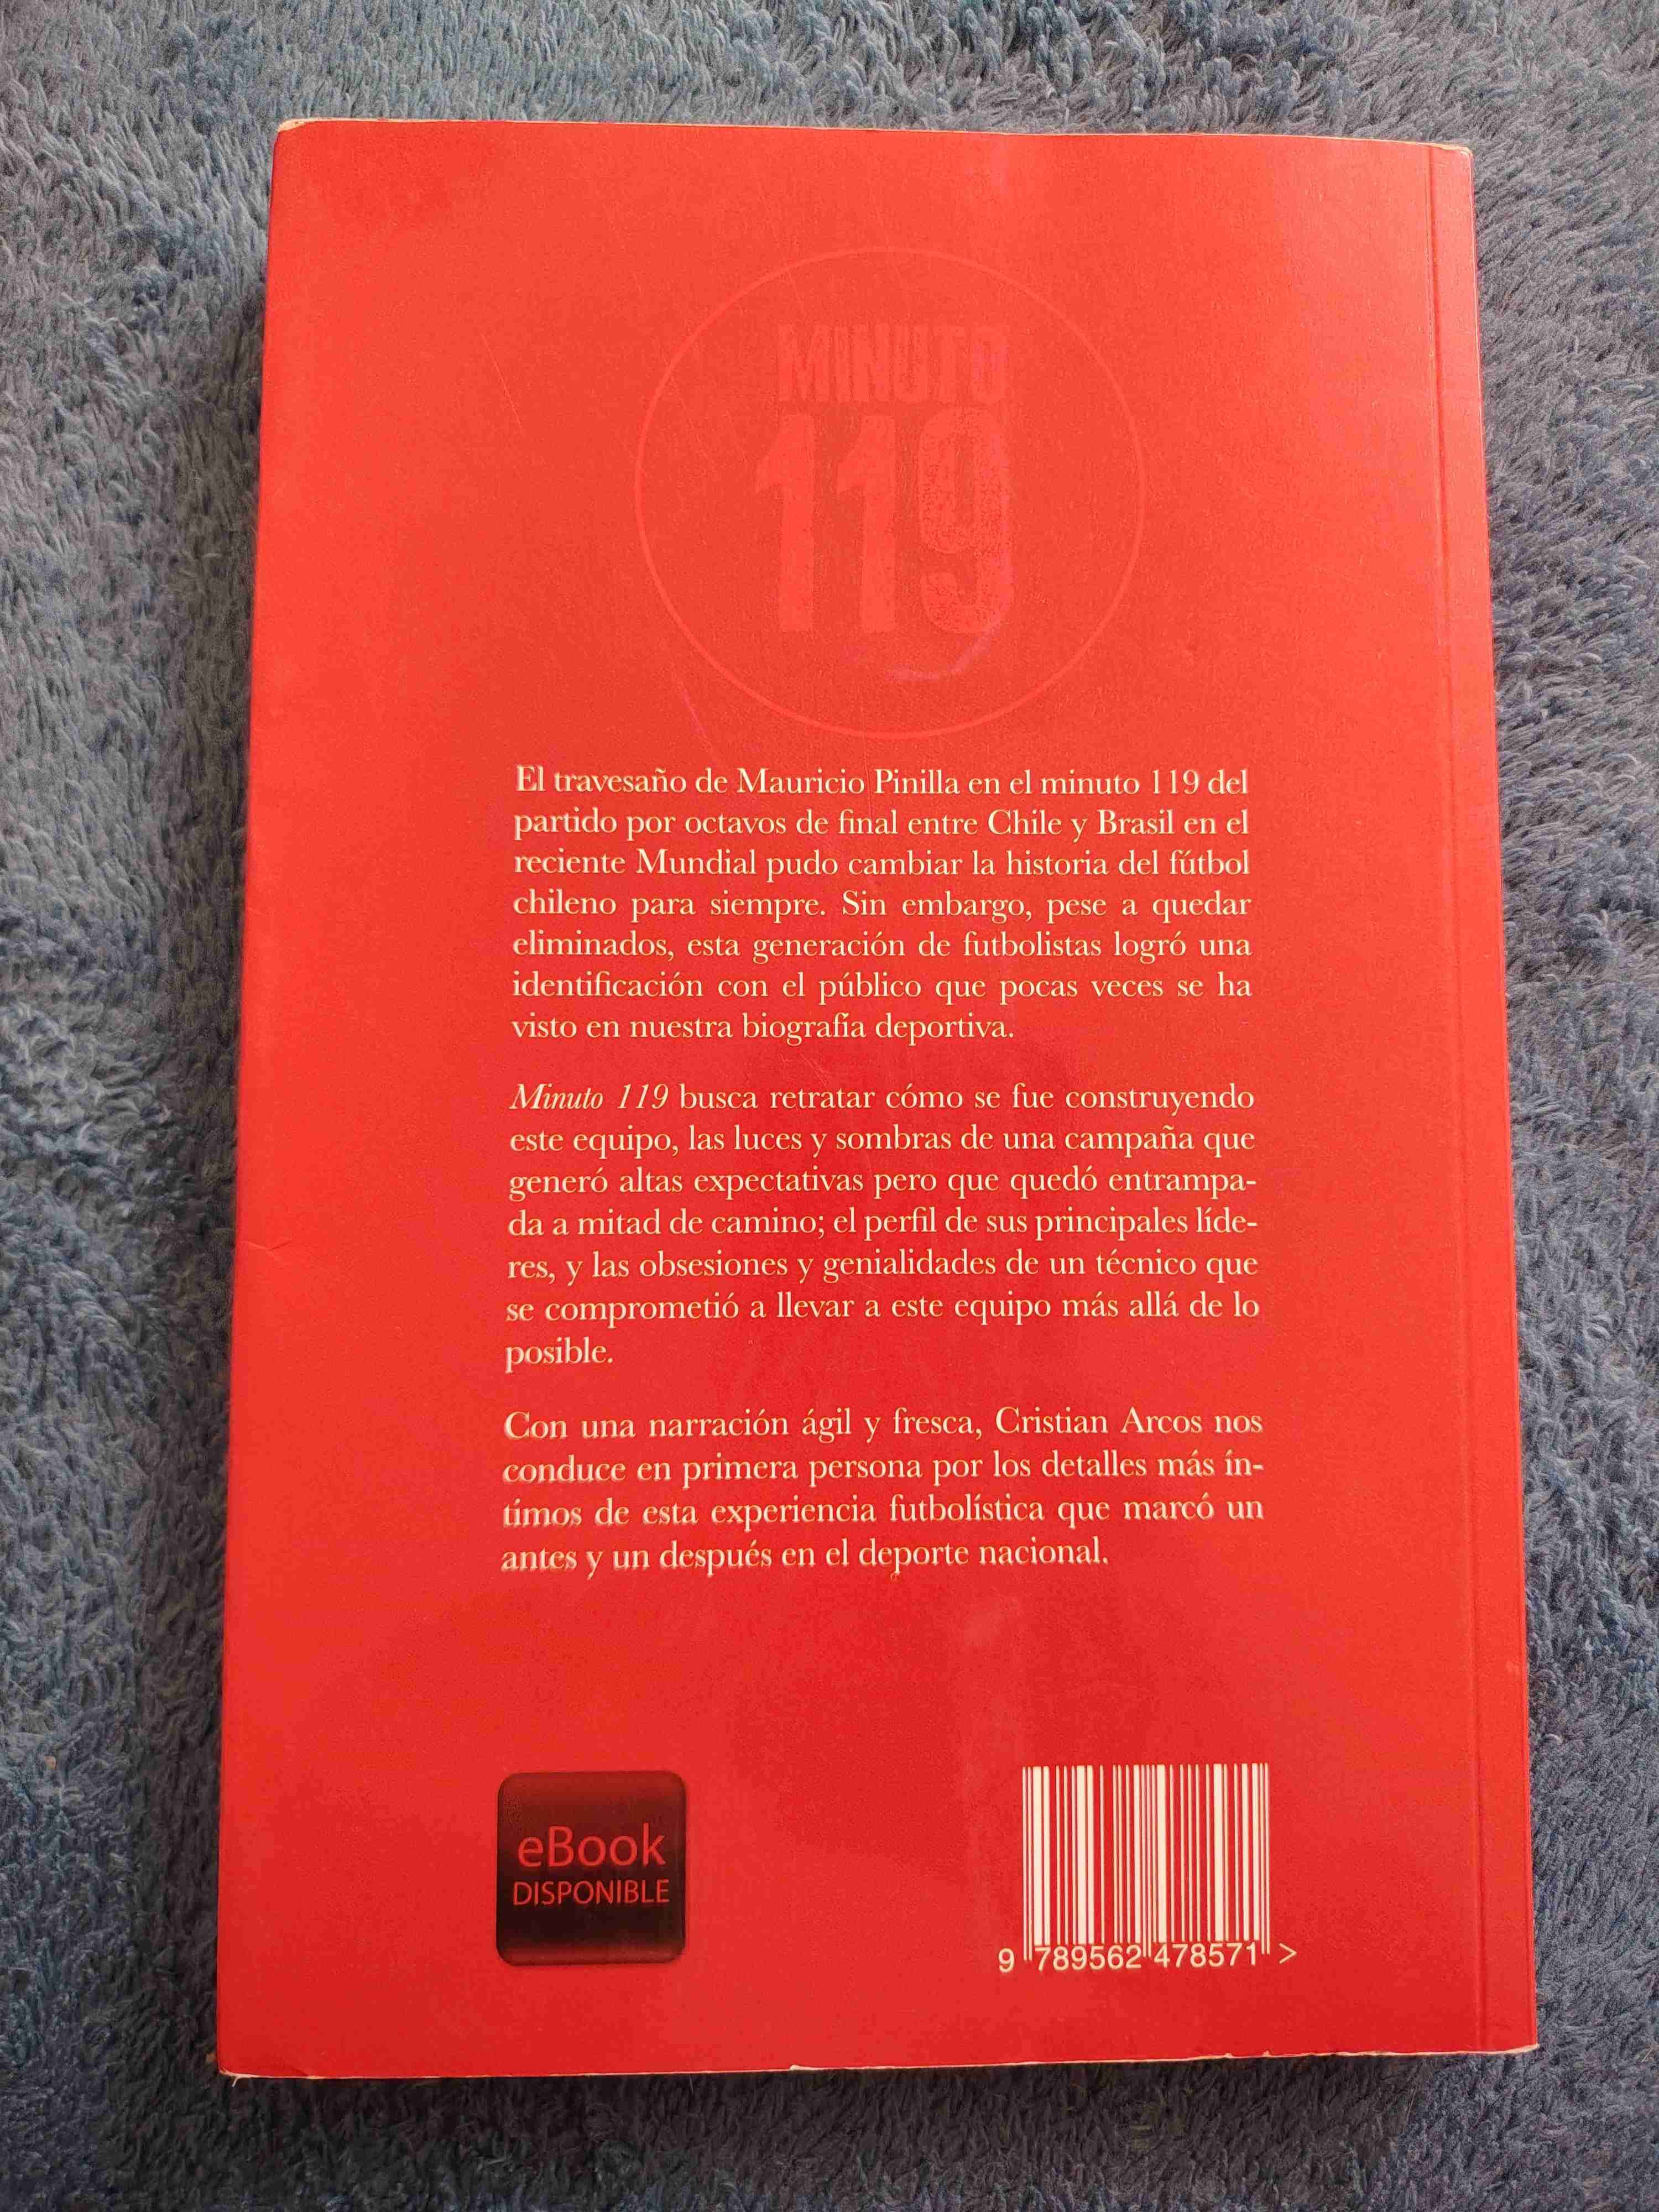 MINUTO
119
El travesaño de Mauricio Pinilla en el minuto 119 del
partido por octavos de final entre Chile y Brasil en el
reciente Mundial pudo cambiar la historia del fútbol
chileno para siempre. Sin embargo, pese a quedar
eliminados, esta generación de futbolistas logró una
identificación con el público que pocas veces se ha
visto en nuestra biografía deportiva.
Minuto 119 busca retratar cómo se fue construyendo
este equipo, las luces y sombras de una campaña que
generó altas expectativas pero que quedó entrampa-
da a mitad de camino; el perfil de sus principales líde-
res, y las obsesiones y genialidades de un técnico que
se comprometió a llevar a este equipo más allá de lo
posible.
Con una narración ágil y fresca, Cristian Arcos nos
conduce en primera persona por los detalles más ín-
timos de esta experiencia futbolística que marcó un
antes y un después en el deporte nacional.
eBook
DISPONIBLE
9 789562 478571 >